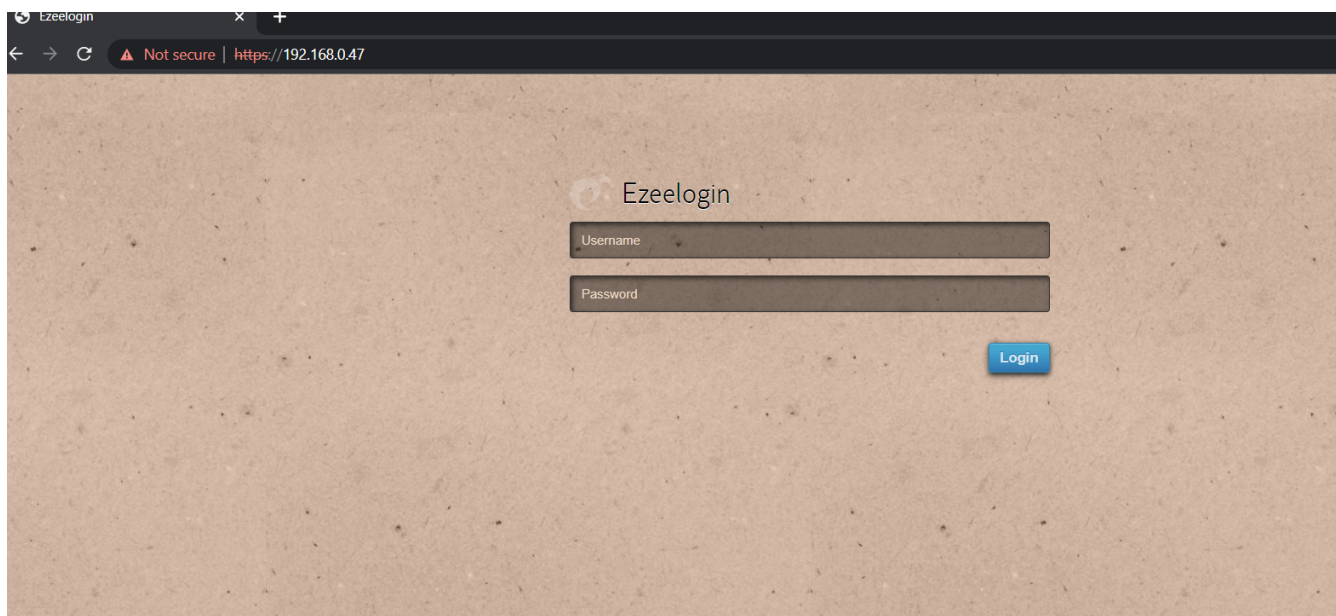 Ezeelogin
Not secure | https://192.168.0.47
Ezeelogin
Username
Password
Login